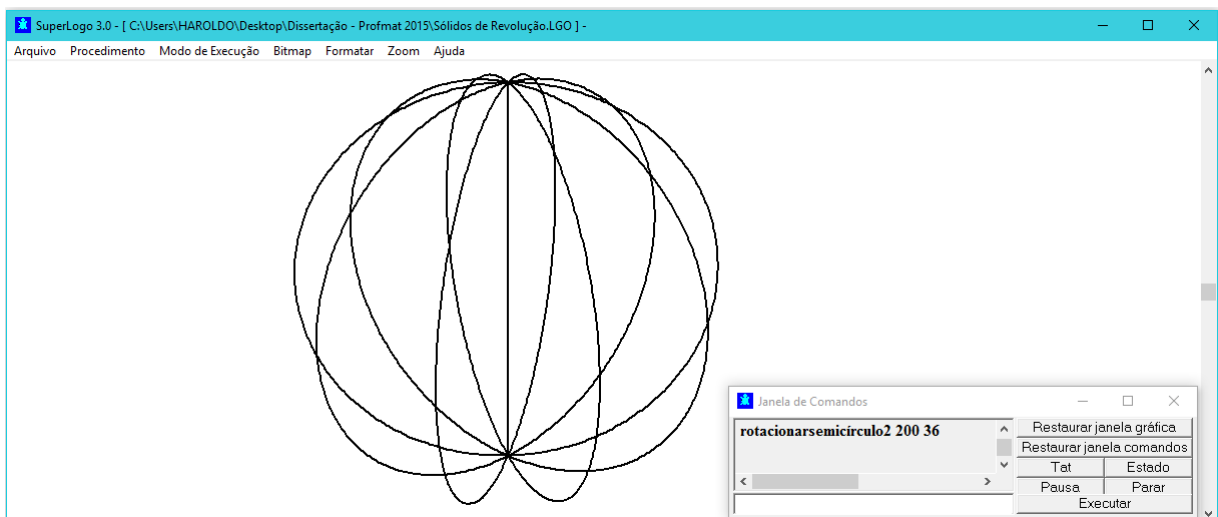 SuperLogo 3.0 - [ C:\Users\HAROLDO\Desktop\Dissertação - Profmat 2015\Sólidos de Revolução.LGO ] -
Arquivo Procedimento Modo de Execução Bitmap Formatar Zoom Ajuda
Janela de Comandos
rotacionarsemicírculo2 200 36
Restaurar janela gráfica
Restaurar janela comandos
Tat Estado
Pausa Parar
Executar